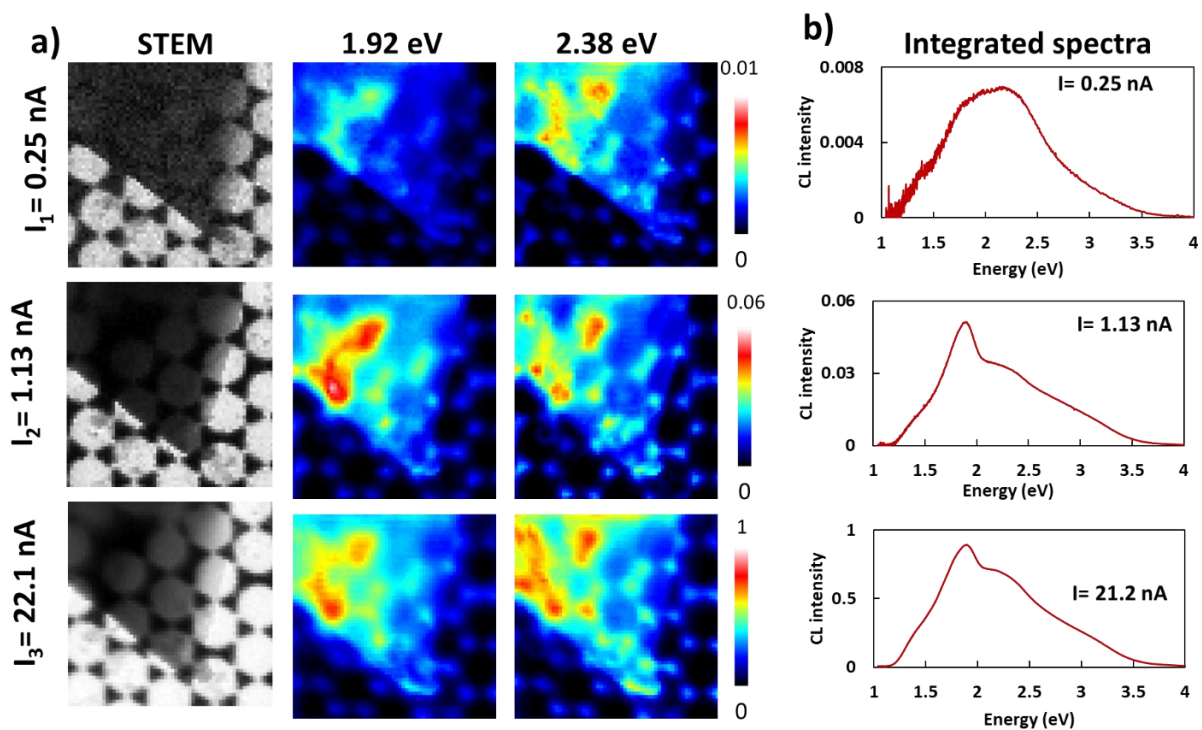 a)
STEM
1.92 eV
2.38 eV
I₁ = 0.25 nA
0.01
0
I₂= 1.13 nA
0.06
0
I₃= 22.1 nA
1
0
b)
Integrated spectra
I= 0.25 nA
CL intensity
0.008
0.004
0
1 1.5 2 2.5 3 3.5 4
Energy (eV)
I= 1.13 nA
CL intensity
0.06
0.03
0
1 1.5 2 2.5 3 3.5 4
Energy (eV)
I= 21.2 nA
CL intensity
1
0.5
0
1 1.5 2 2.5 3 3.5 4
Energy (eV)